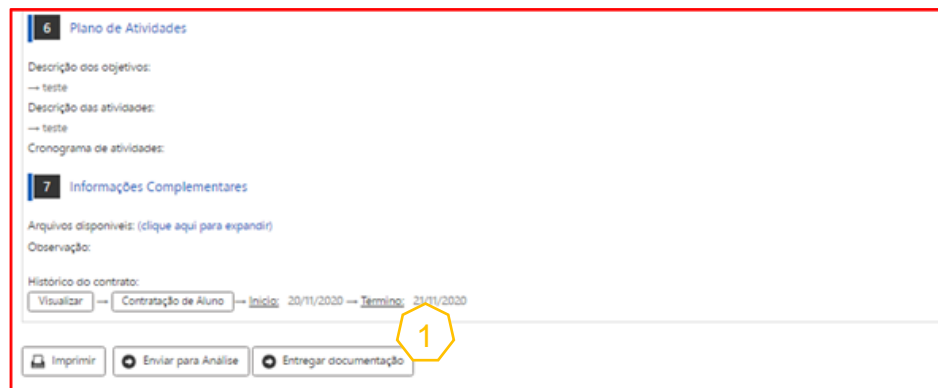 6 Plano de Atividades
Descrição dos objetivos:
→ teste
Descrição das atividades:
→ teste
Cronograma de atividades:
7 Informações Complementares
Arquivos disponíveis: (clique aqui para expandir)
Observação:
Histórico do contrato:
Visualizar → Contratação de Aluno → Início: 20/11/2020 → Término: 21/11/2020
1
Imprimir Enviar para Análise Entregar documentação